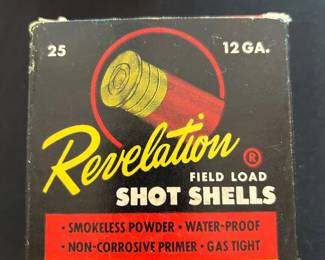 25 12 GA.
Revelation ®
FIELD LOAD
SHOT SHELLS
• SMOKELESS POWDER • WATER-PROOF
• NON-CORROSIVE PRIMER • GAS TIGHT